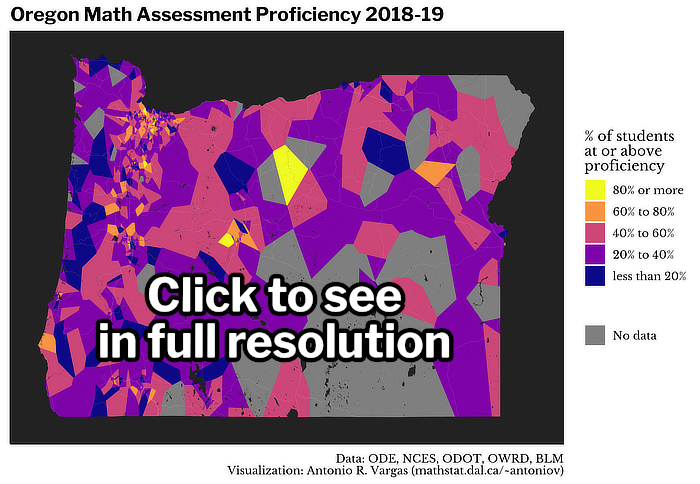 Oregon Math Assessment Proficiency 2018-19
% of students
at or above
proficiency
80% or more
60% to 80%
40% to 60%
20% to 40%
less than 20%
No data
Click to see
in full resolution
Data: ODE, NCES, ODOT, OWRD, BLM
Visualization: Antonio R. Vargas (mathstat.dal.ca/~antoniov)